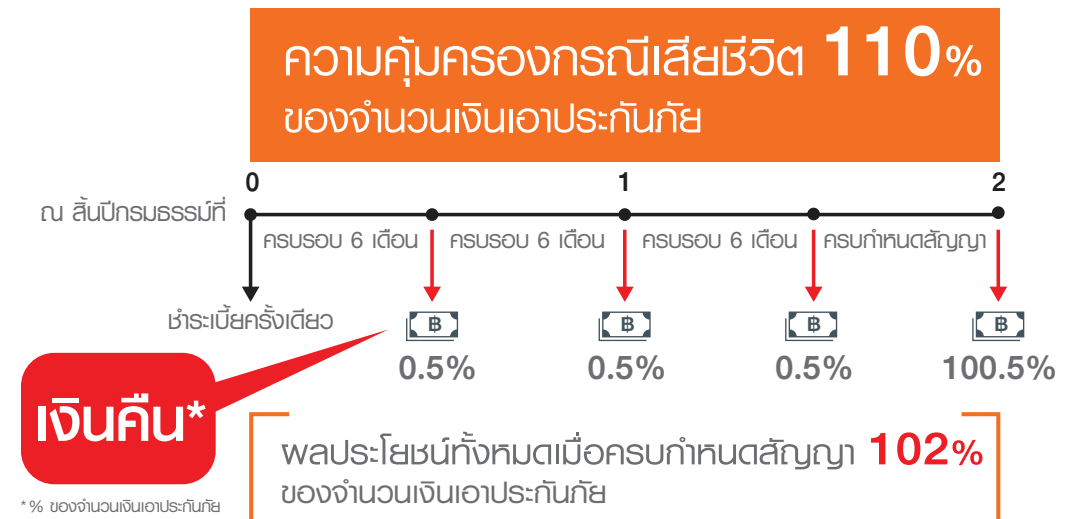 ความคุ้มครองกรณีเสียชีวิต 110%
ของจำนวนเงินเอาประกันภัย
0 1 2
ณ สิ้นปีกรมธรรม์ที่
ครบรอบ 6 เดือน ครบรอบ 6 เดือน ครบรอบ 6 เดือน ครบกำหนดสัญญา
ชำระเบี้ยครั้งเดียว
฿ ฿ ฿ ฿
0.5% 0.5% 0.5% 100.5%
เงินคืน*
ผลประโยชน์ทั้งหมดเมื่อครบกำหนดสัญญา 102%
ของจำนวนเงินเอาประกันภัย
*% ของจำนวนเงินเอาประกันภัย